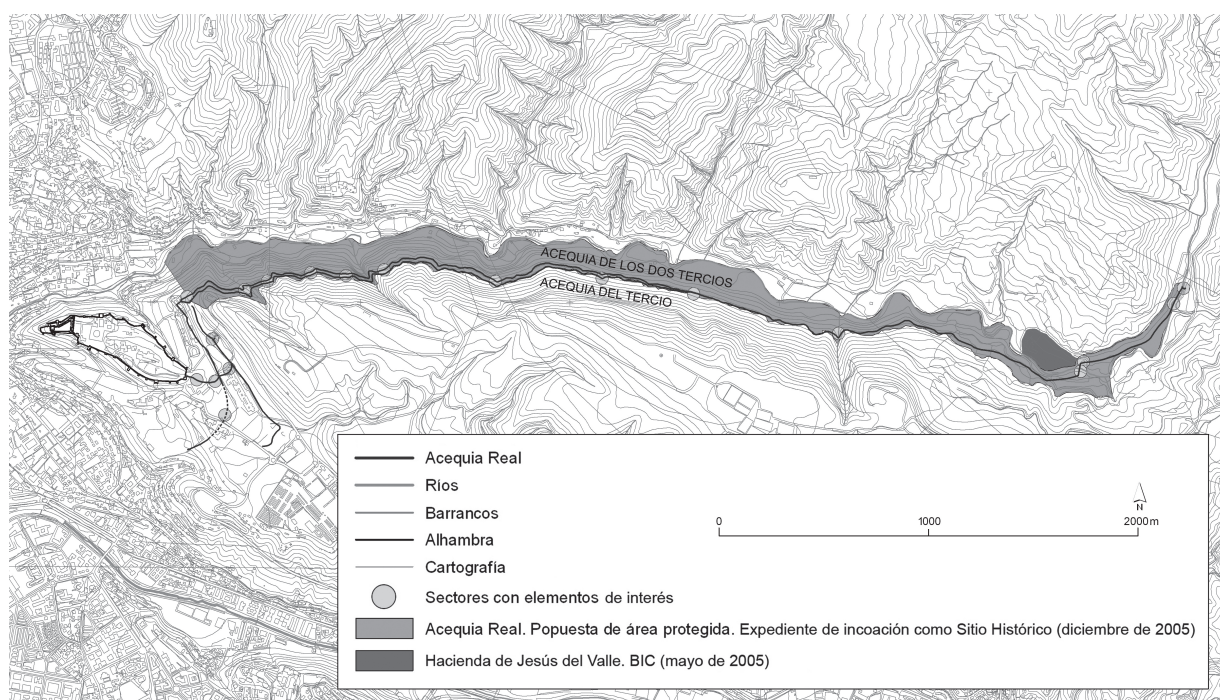 ACEQUIA DE LOS DOS TERCIOS
ACEQUIA DEL TERCIO
Acequia Real
Ríos
Barrancos
Alhambra
Cartografía
Sectores con elementos de interés
Acequia Real. Popuesta de área protegida. Expediente de incoación como Sitio Histórico (diciembre de 2005)
Hacienda de Jesús del Valle. BIC (mayo de 2005)
N
0 1000 2000m